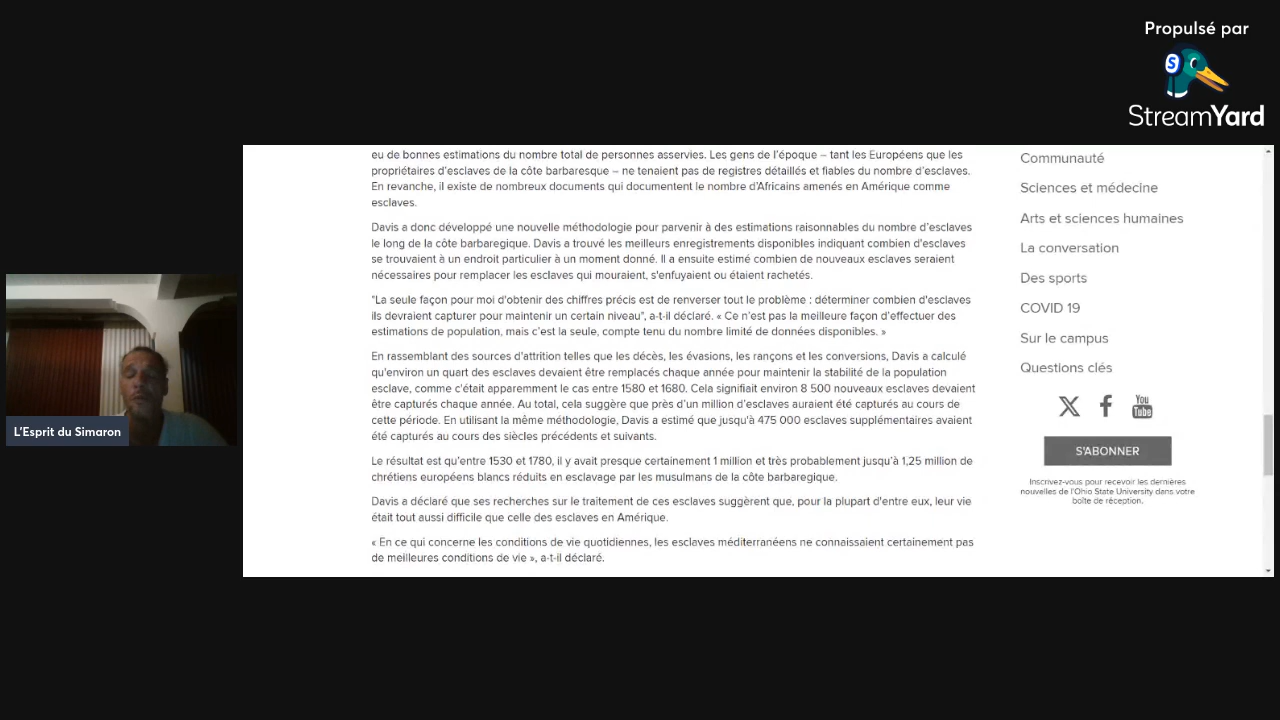 Propulsé par
StreamYard
eu de bonnes estimations du nombre total de personnes asservies. Les gens de l'époque – tant les Européens que les
propriétaires d'esclaves de la côte barbaresque – ne tenaient pas de registres détaillés et fiables du nombre d'esclaves.
En revanche, il existe de nombreux documents qui documentent le nombre d'Africains amenés en Amérique comme
esclaves.
Davis a donc développé une nouvelle méthodologie pour parvenir à des estimations raisonnables du nombre d'esclaves
le long de la côte barbaregique. Davis a trouvé les meilleurs enregistrements disponibles indiquant combien d'esclaves
se trouvaient à un endroit particulier à un moment donné. Il a ensuite estimé combien de nouveaux esclaves seraient
nécessaires pour remplacer les esclaves qui mouraient, s'enfuyaient ou étaient rachetés.
"La seule façon pour moi d'obtenir des chiffres précis est de renverser tout le problème : déterminer combien d'esclaves
ils devraient capturer pour maintenir un certain niveau", a-t-il déclaré. « Ce n'est pas la meilleure façon d'effectuer des
estimations de population, mais c'est la seule, compte tenu du nombre limité de données disponibles. »
En rassemblant des sources d'attrition telles que les décès, les évasions, les rançons et les conversions, Davis a calculé
qu'environ un quart des esclaves devaient être remplacés chaque année pour maintenir la stabilité de la population
esclave, comme c'était apparemment le cas entre 1580 et 1680. Cela signifiait environ 8 500 nouveaux esclaves devaient
être capturés chaque année. Au total, cela suggère que près d'un million d'esclaves auraient été capturés au cours de
cette période. En utilisant la même méthodologie, Davis a estimé que jusqu'à 475 000 esclaves supplémentaires avaient
été capturés au cours des siècles précédents et suivants.
Le résultat est qu'entre 1530 et 1780, il y avait presque certainement 1 million et très probablement jusqu'à 1,25 million de
chrétiens européens blancs réduits en esclavage par les musulmans de la côte barbaregique.
Davis a déclaré que ses recherches sur le traitement de ces esclaves suggèrent que, pour la plupart d'entre eux, leur vie
était tout aussi difficile que celle des esclaves en Amérique.
« En ce qui concerne les conditions de vie quotidiennes, les esclaves méditerranéens ne connaissaient certainement pas
de meilleures conditions de vie », a-t-il déclaré.
Communauté
Sciences et médecine
Arts et sciences humaines
La conversation
Des sports
COVID 19
Sur le campus
Questions clés
You
Tube
S'ABONNER
Inscrivez-vous pour recevoir les dernières
nouvelles de l'Ohio State University dans votre
boîte de réception.
L'Esprit du Simaron